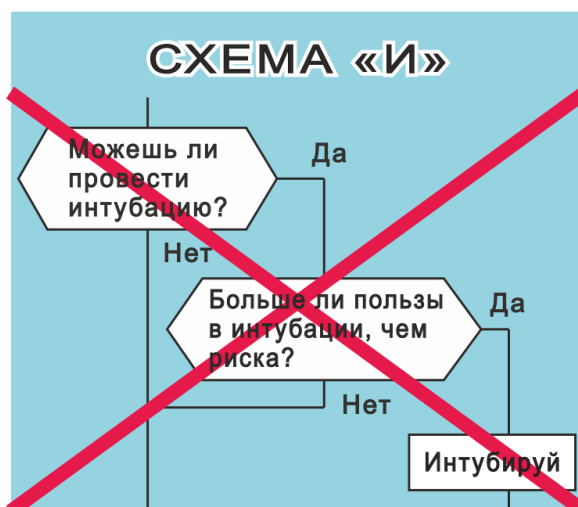 СХЕМА «И»
Можешь ли
провести
интубацию?
Да
Нет
Больше ли пользы
в интубации, чем
риска?
Да
Нет
Интубируй